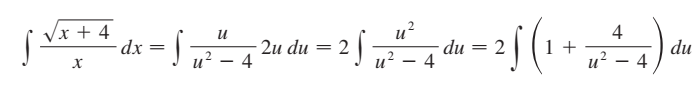 ∫ √(x + 4) / x dx = ∫ u / (u² − 4) 2u du = 2 ∫ u² / (u² − 4) du = 2 ∫ (1 + 4 / (u² − 4)) du